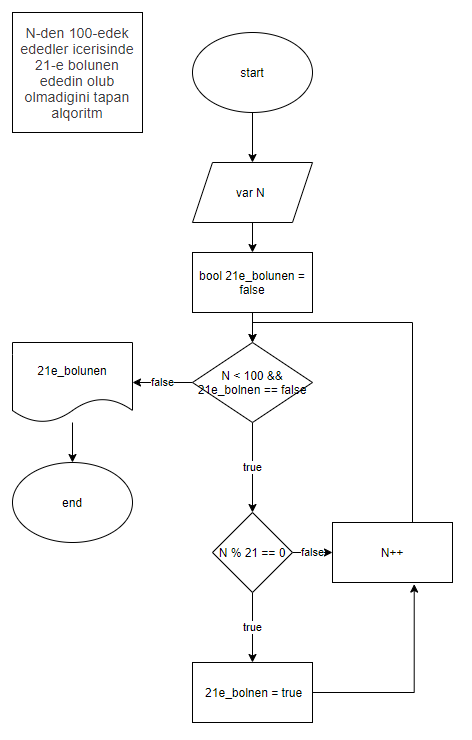 N-den 100-edek
ededler icerisinde
21-e bolunen
ededin olub
olmadigini tapan
alqoritm
start
var N
bool 21e_bolunen =
false
N < 100 &&
21e_bolnen == false
false
21e_bolunen
end
true
N % 21 == 0
false
N++
true
21e_bolnen = true